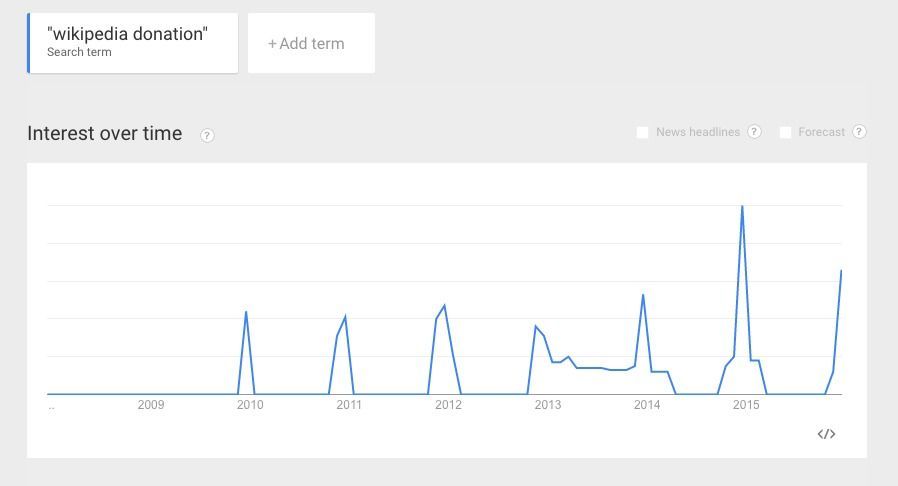 "wikipedia donation"
Search term
+ Add term
Interest over time ?
News headlines ? Forecast ?
.. 2009 2010 2011 2012 2013 2014 2015
</>